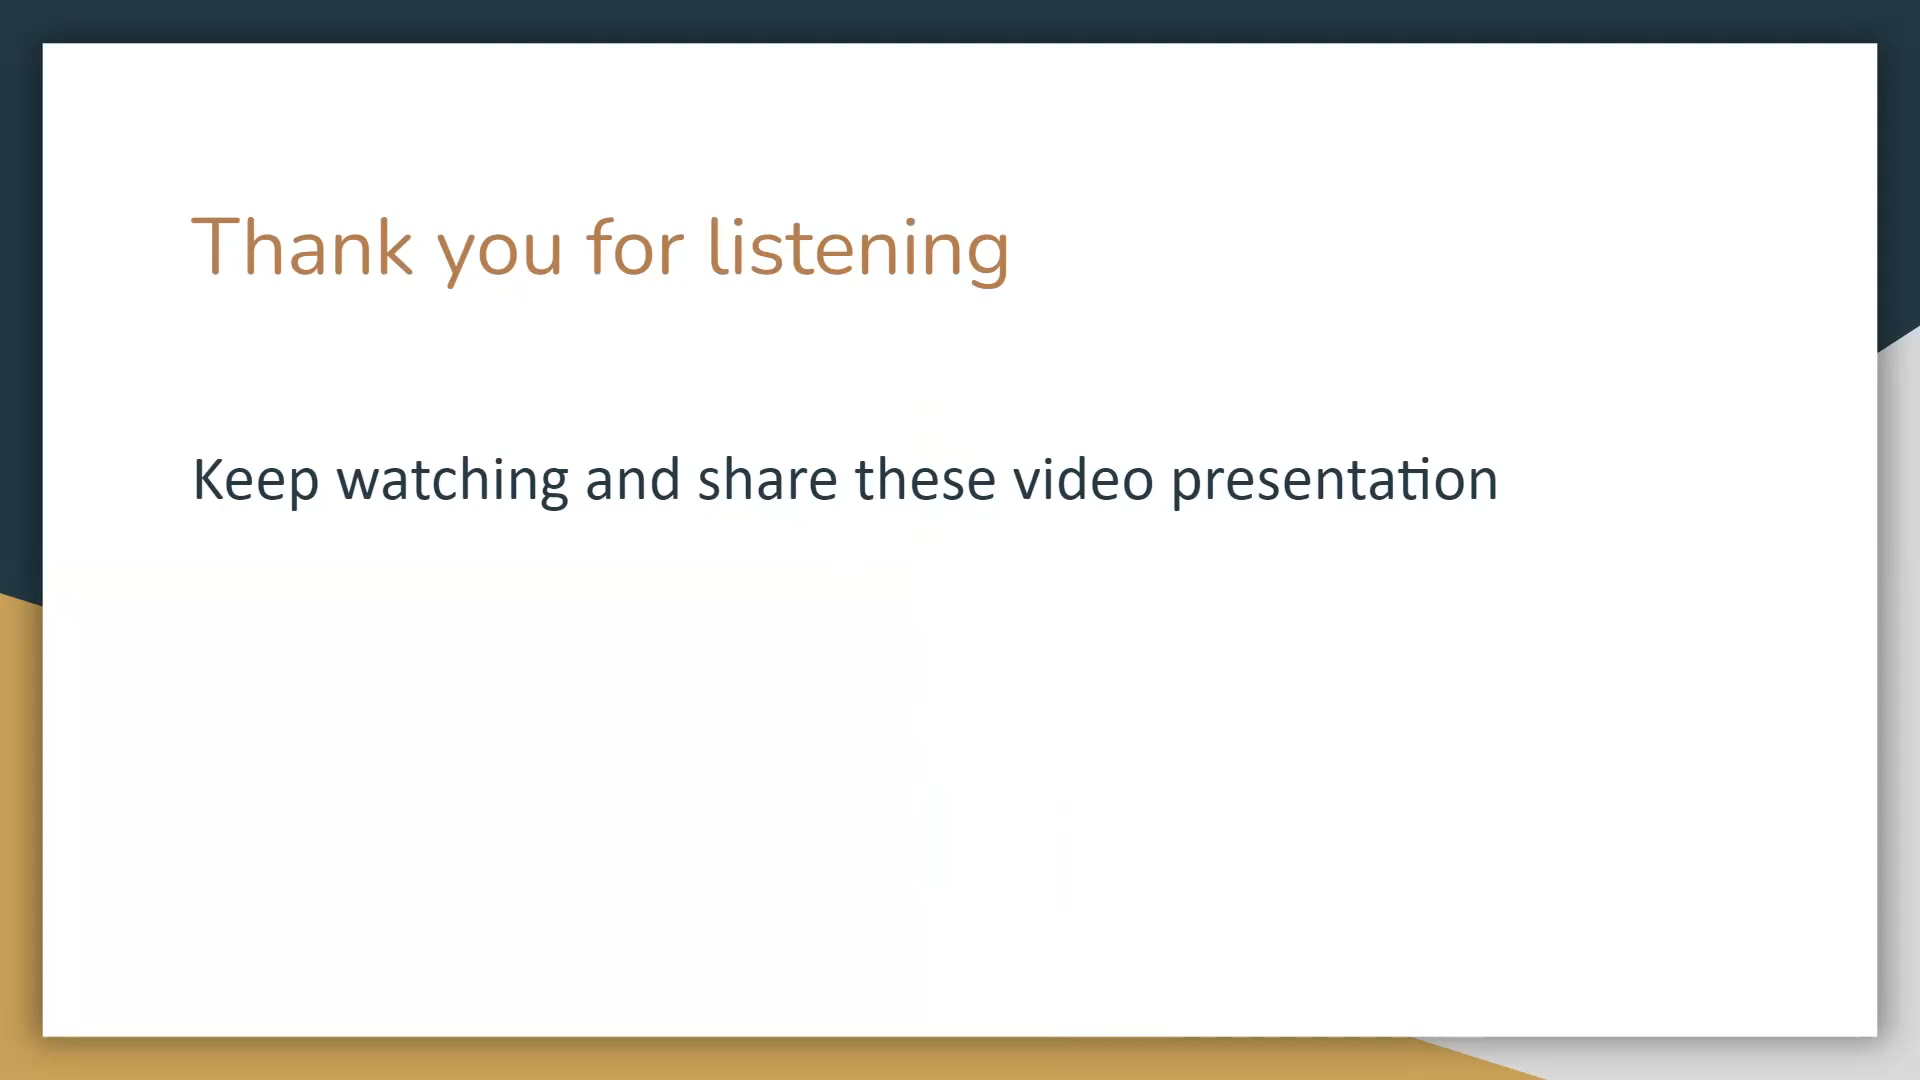 Thank you for listening
Keep watching and share these video presentation